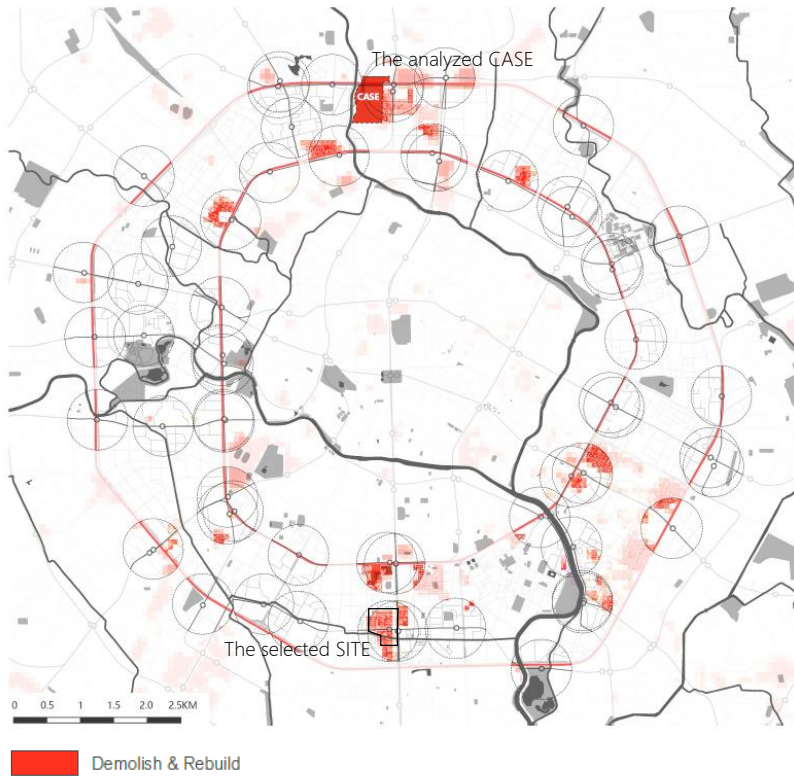 The analyzed CASE
CASE
The selected SITE
0 0.5 1 1.5 2.0 2.5KM
Demolish & Rebuild